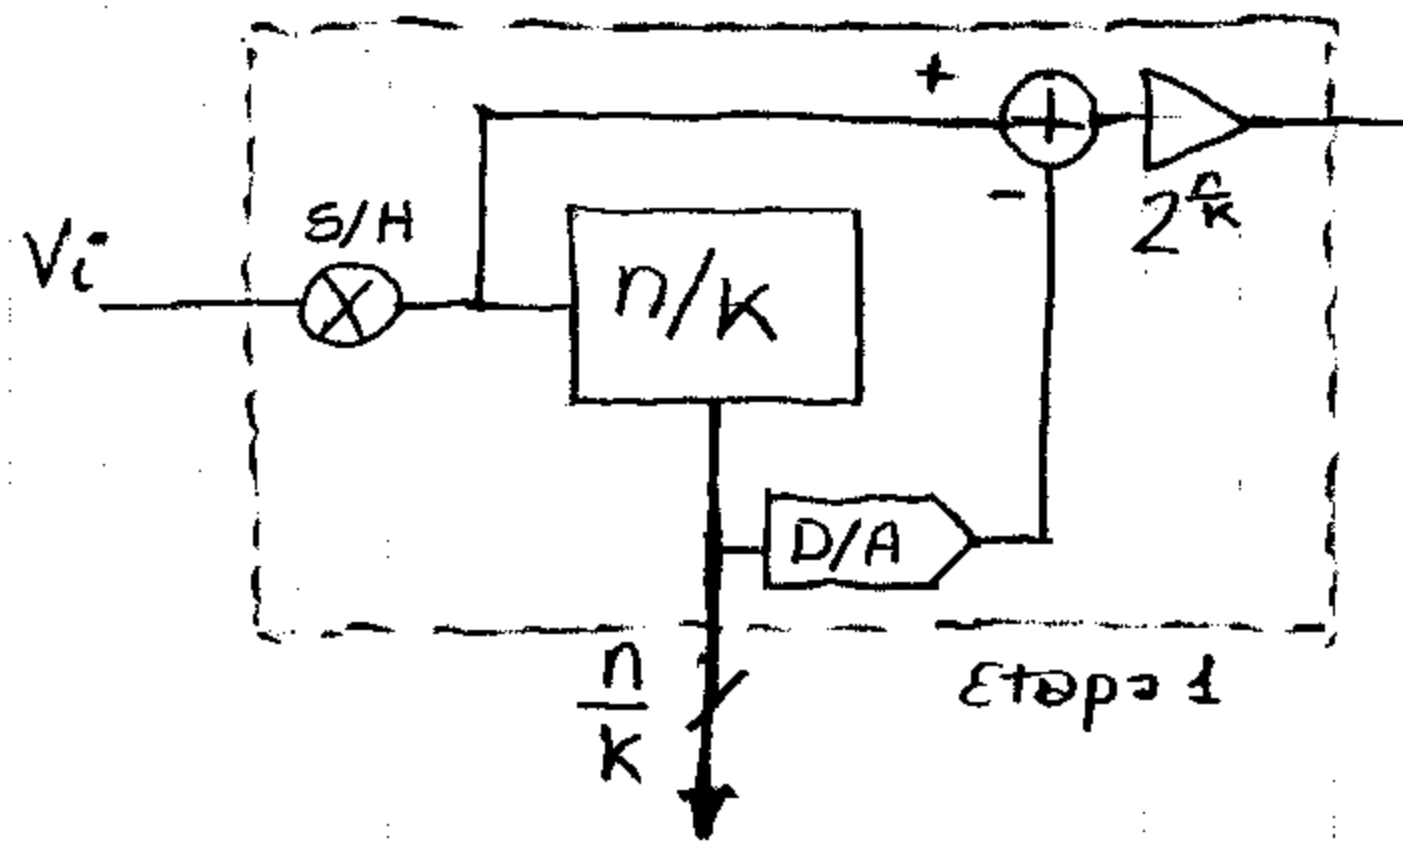 +
S/H
Vi
n/K
-
2^(n/K)
D/A
n/K
Etapa 1